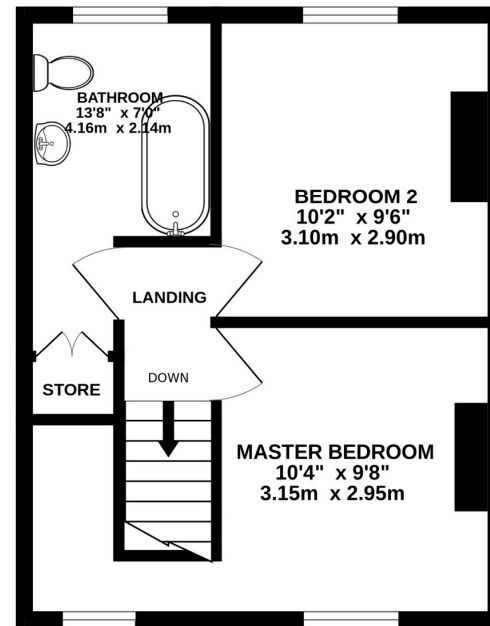 BATHROOM
13'8" x 7'0"
4.16m x 2.14m
BEDROOM 2
10'2" x 9'6"
3.10m x 2.90m
LANDING
DOWN
STORE
MASTER BEDROOM
10'4" x 9'8"
3.15m x 2.95m